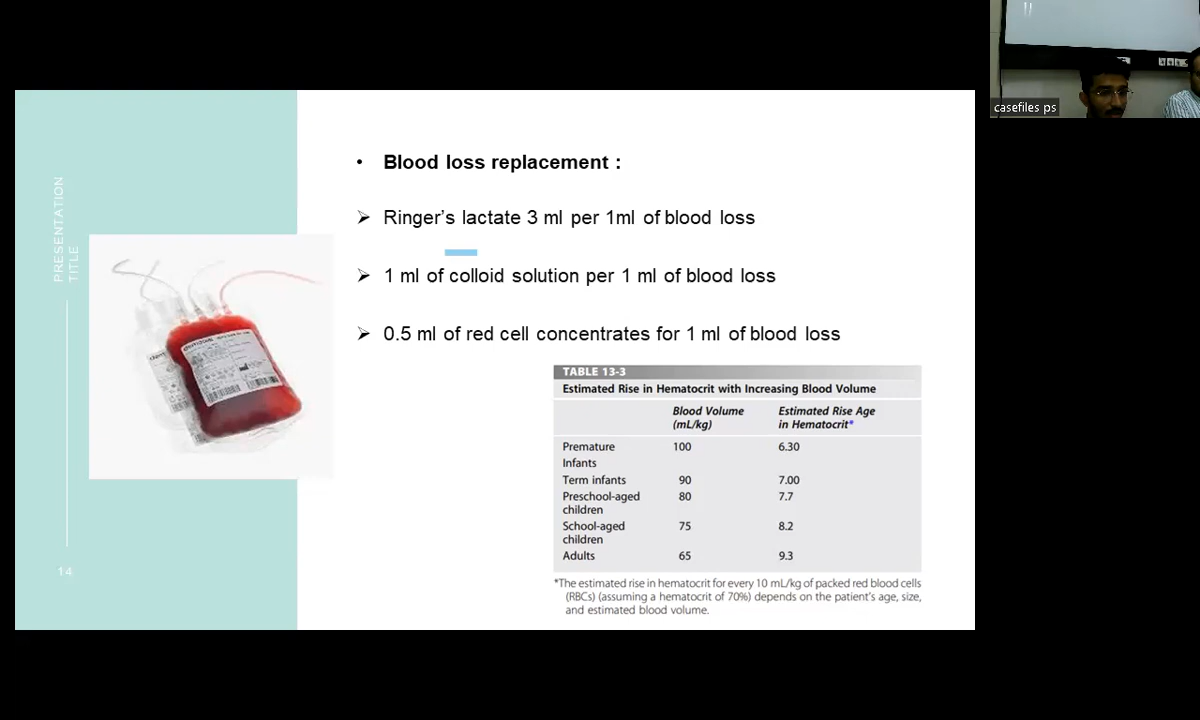 casefiles ps
PRESENTATION
TITLE
14
• Blood loss replacement :
➢ Ringer’s lactate 3 ml per 1ml of blood loss
➢ 1 ml of colloid solution per 1 ml of blood loss
➢ 0.5 ml of red cell concentrates for 1 ml of blood loss
TABLE 13-3
Estimated Rise in Hematocrit with Increasing Blood Volume
Blood Volume Estimated Rise Age
(mL/kg) in Hematocrit*
Premature 100 6.30
Infants
Term infants 90 7.00
Preschool-aged 80 7.7
children
School-aged 75 8.2
children
Adults 65 9.3
*The estimated rise in hematocrit for every 10 mL/kg of packed red blood cells
(RBCs) (assuming a hematocrit of 70%) depends on the patient’s age, size,
and estimated blood volume.